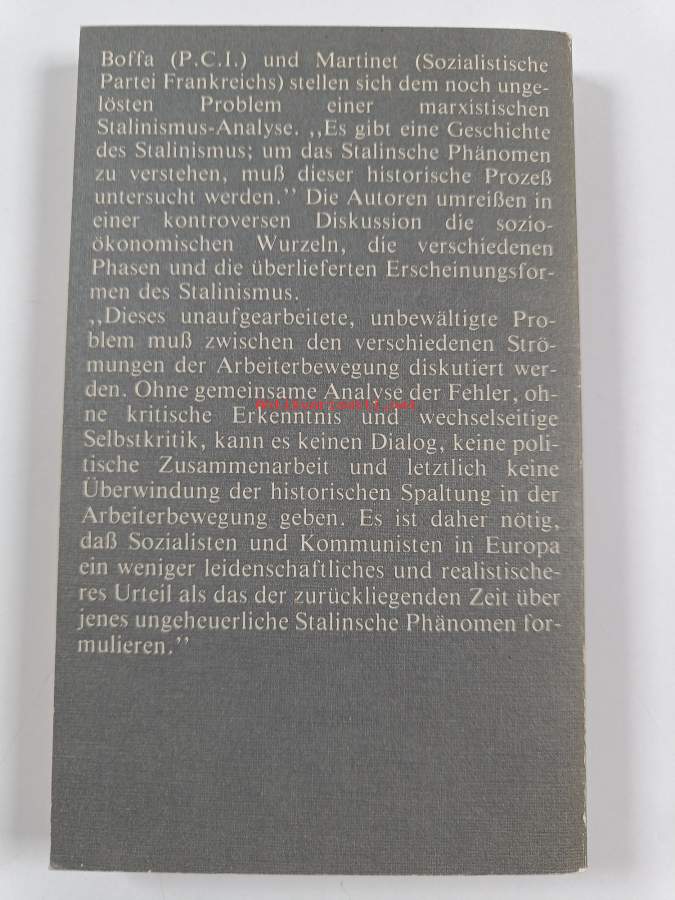 Boffa (P.C.I.) und Martinet (Sozialistische
Partei Frankreichs) stellen sich dem noch unge-
lösten Problem einer marxistischen
Stalinismus-Analyse. ,,Es gibt eine Geschichte
des Stalinismus; um das Stalinsche Phänomen
zu verstehen, muß dieser historische Prozeß
untersucht werden.” Die Autoren umreißen in
einer kontroversen Diskussion die sozio-
ökonomischen Wurzeln, die verschiedenen
Phasen und die überlieferten Erscheinungsfor-
men des Stalinismus.
,,Dieses unaufgearbeitete, unbewältigte Pro-
blem muß zwischen den verschiedenen Strö-
mungen der Arbeiterbewegung diskutiert wer-
den. Ohne gemeinsame Analyse der Fehler, oh-
ne kritische Erkenntnis und wechselseitige
Selbstkritik, kann es keinen Dialog, keine poli-
tische Zusammenarbeit und letztlich keine
Überwindung der historischen Spaltung in der
Arbeiterbewegung geben. Es ist daher nötig,
daß Sozialisten und Kommunisten in Europa
ein weniger leidenschaftliches und realistische-
res Urteil als das der zurückliegenden Zeit über
jenes ungeheuerliche Stalinsche Phänomen for-
mulieren.”